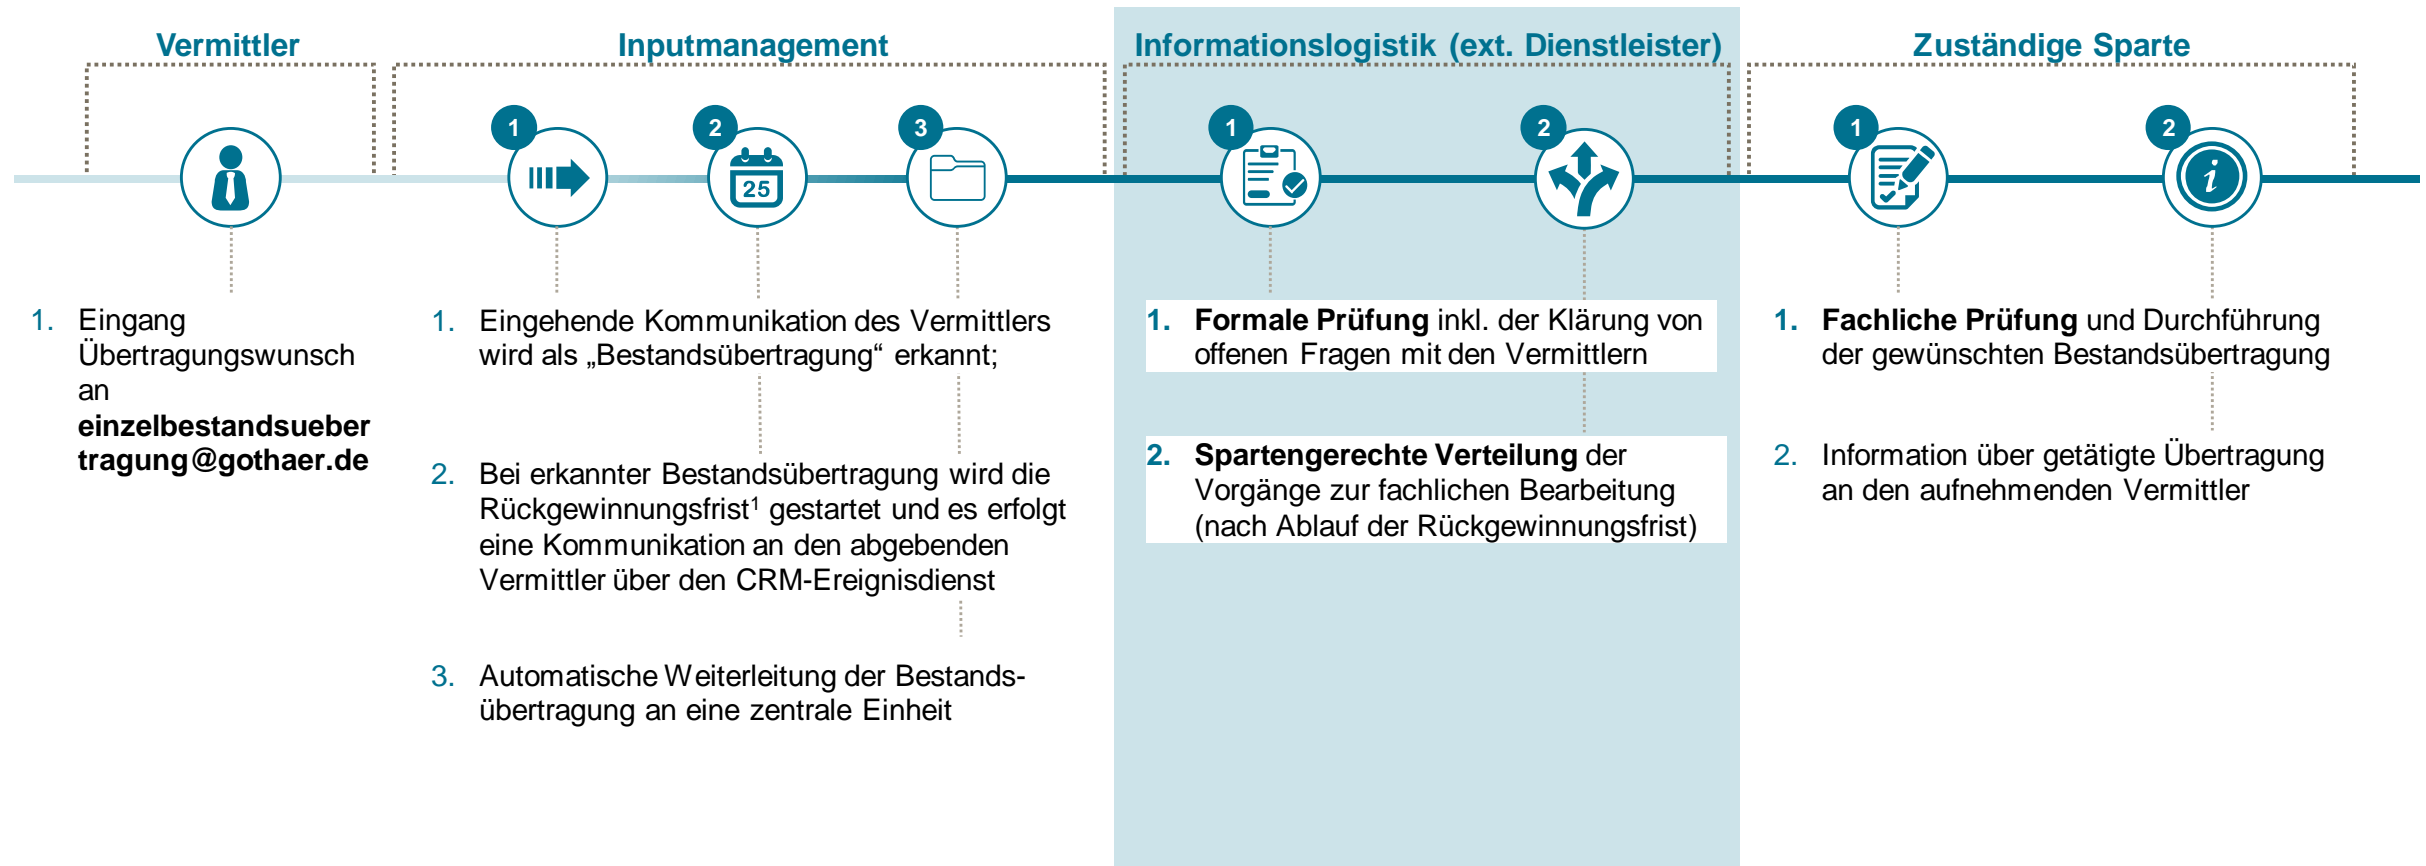 Vermittler
1. Eingang
Übertragungswunsch
an
einzelbestandsueber
tragung@gothaer.de
Inputmanagement
1
2
25
3
1. Eingehende Kommunikation des Vermittlers
wird als „Bestandsübertragung“ erkannt;
2. Bei erkannter Bestandsübertragung wird die
Rückgewinnungsfrist¹ gestartet und es erfolgt
eine Kommunikation an den abgebenden
Vermittler über den CRM-Ereignisdienst
3. Automatische Weiterleitung der Bestands-
übertragung an eine zentrale Einheit
Informationslogistik (ext. Dienstleister)
1
2
1. Formale Prüfung inkl. der Klärung von
offenen Fragen mit den Vermittlern
2. Spartengerechte Verteilung der
Vorgänge zur fachlichen Bearbeitung
(nach Ablauf der Rückgewinnungsfrist)
Zuständige Sparte
1
2
i
1. Fachliche Prüfung und Durchführung
der gewünschten Bestandsübertragung
2. Information über getätigte Übertragung
an den aufnehmenden Vermittler